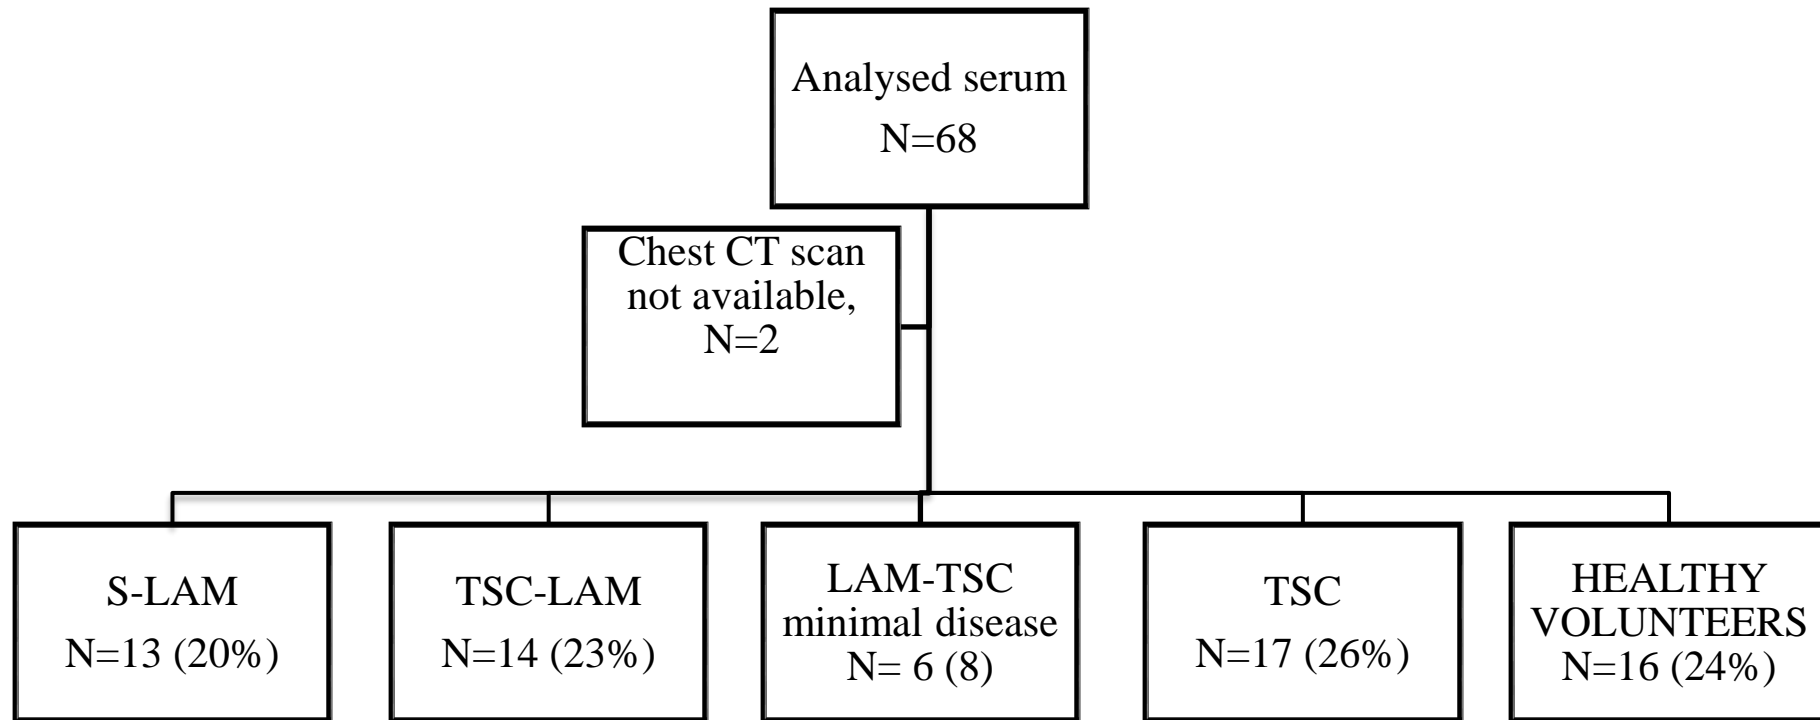 Analysed serum
N=68
Chest CT scan
not available,
N=2
S-LAM
N=13 (20%)
TSC-LAM
N=14 (23%)
LAM-TSC
minimal disease
N= 6 (8)
TSC
N=17 (26%)
HEALTHY
VOLUNTEERS
N=16 (24%)